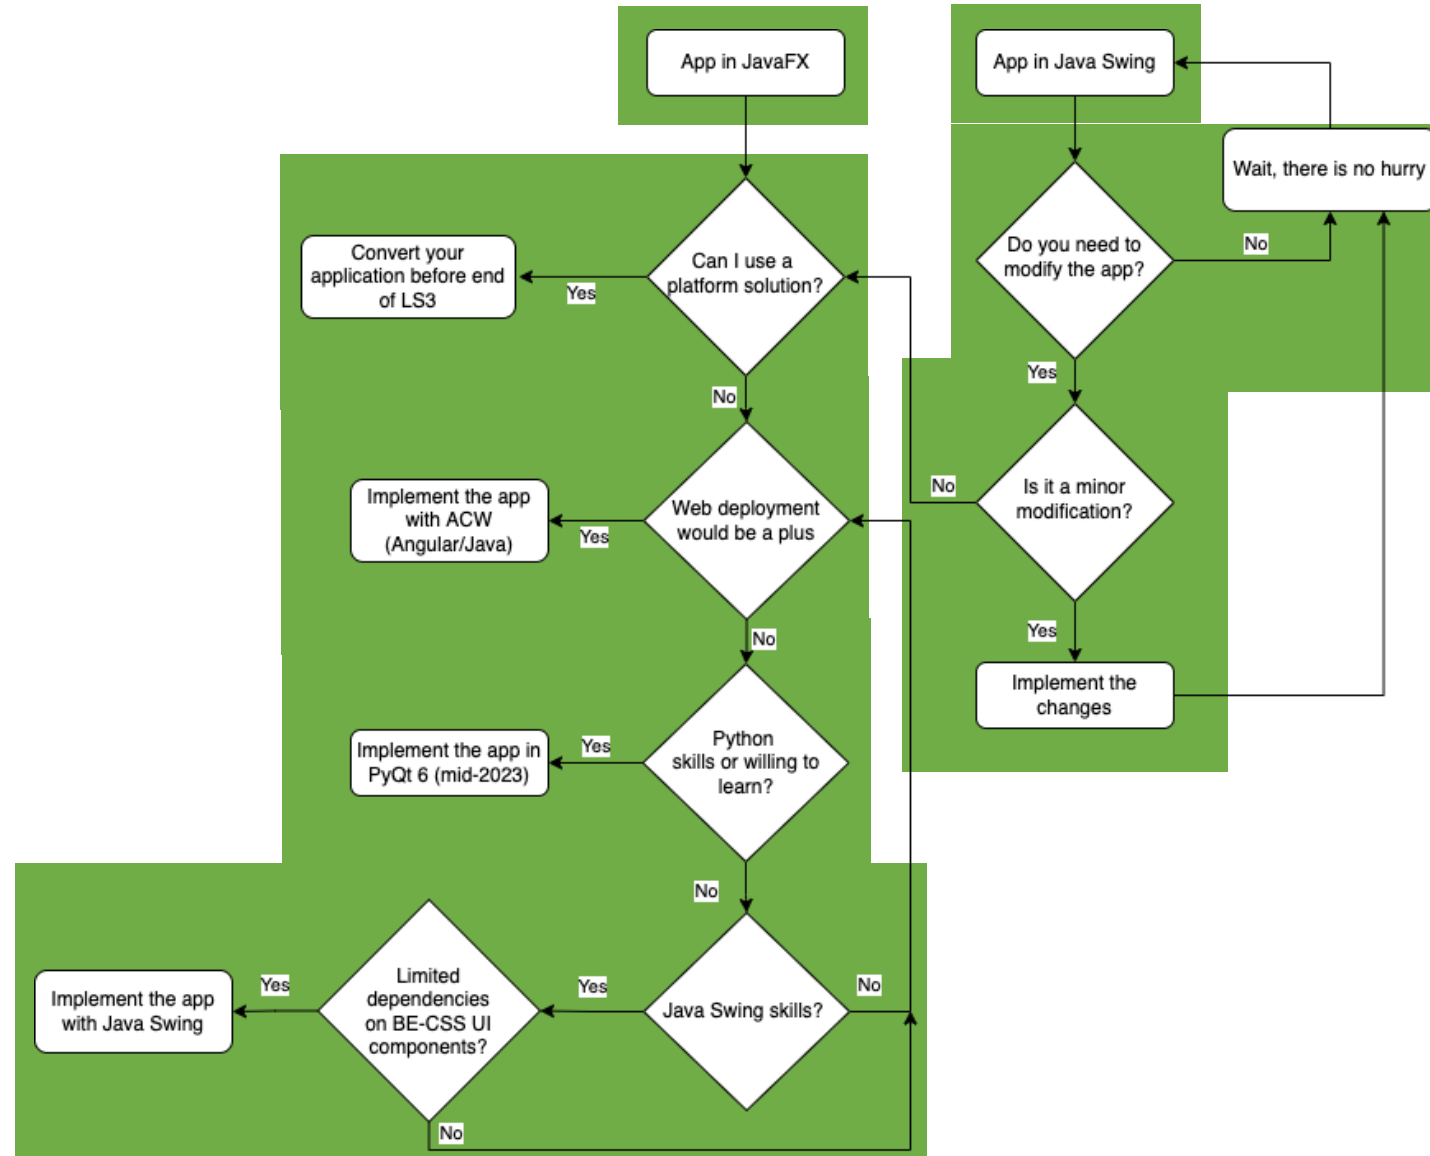 App in JavaFX
App in Java Swing
Wait, there is no hurry
Do you need to
modify the app?
No
Can I use a
platform solution?
Convert your
application before end
of LS3
Yes
Yes
No
Web deployment
would be a plus
Implement the app
with ACW
(Angular/Java)
Yes
No
Is it a minor
modification?
No
Yes
Implement the
changes
Python
skills or willing to
learn?
Yes
Implement the app in
PyQt 6 (mid-2023)
No
Java Swing skills?
No
Yes
Limited
dependencies
on BE-CSS UI
components?
Yes
Implement the app
with Java Swing
No